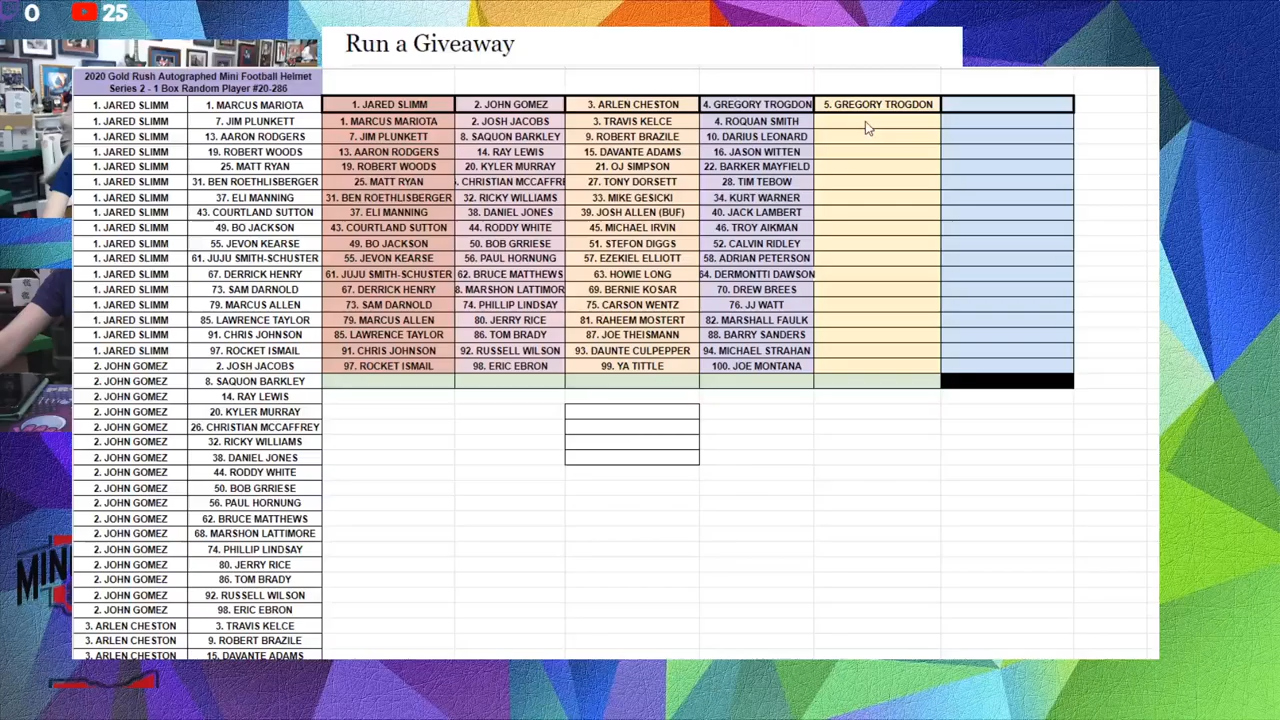 0 25
Run a Giveaway
2020 Gold Rush Autographed Mini Football Helmet
Series 2 - 1 Box Random Player #20-286
1. JARED SLIMM 1. MARCUS MARIOTA 1. JARED SLIMM 2. JOHN GOMEZ 3. ARLEN CHESTON 4. GREGORY TROGDON 5. GREGORY TROGDON
1. JARED SLIMM 7. JIM PLUNKETT 1. MARCUS MARIOTA 2. JOSH JACOBS 3. TRAVIS KELCE 4. ROQUAN SMITH
1. JARED SLIMM 13. AARON RODGERS 7. JIM PLUNKETT 8. SAQUON BARKLEY 9. ROBERT BRAZILE 10. DARIUS LEONARD
1. JARED SLIMM 19. ROBERT WOODS 13. AARON RODGERS 14. RAY LEWIS 15. DAVANTE ADAMS 16. JASON WITTEN
1. JARED SLIMM 25. MATT RYAN 19. ROBERT WOODS 20. KYLER MURRAY 21. OJ SIMPSON 22. BARKER MAYFIELD
1. JARED SLIMM 31. BEN ROETHLISBERGER 25. MATT RYAN . CHRISTIAN MCCAFFRE 27. TONY DORSETT 28. TIM TEBOW
1. JARED SLIMM 37. ELI MANNING 31. BEN ROETHLISBERGER 32. RICKY WILLIAMS 33. MIKE GESICKI 34. KURT WARNER
1. JARED SLIMM 43. COURTLAND SUTTON 37. ELI MANNING 38. DANIEL JONES 39. JOSH ALLEN (BUF) 40. JACK LAMBERT
1. JARED SLIMM 49. BO JACKSON 43. COURTLAND SUTTON 44. RODDY WHITE 45. MICHAEL IRVIN 46. TROY AIKMAN
1. JARED SLIMM 55. JEVON KEARSE 49. BO JACKSON 50. BOB GRRIESE 51. STEFON DIGGS 52. CALVIN RIDLEY
1. JARED SLIMM 61. JUJU SMITH-SCHUSTER 55. JEVON KEARSE 56. PAUL HORNUNG 57. EZEKIEL ELLIOTT 58. ADRIAN PETERSON
1. JARED SLIMM 67. DERRICK HENRY 61. JUJU SMITH-SCHUSTER 62. BRUCE MATTHEWS 63. HOWIE LONG 64. DERMONTTI DAWSON
1. JARED SLIMM 73. SAM DARNOLD 67. DERRICK HENRY 8. MARSHON LATTIMOR 69. BERNIE KOSAR 70. DREW BREES
1. JARED SLIMM 79. MARCUS ALLEN 73. SAM DARNOLD 74. PHILLIP LINDSAY 75. CARSON WENTZ 76. JJ WATT
1. JARED SLIMM 85. LAWRENCE TAYLOR 79. MARCUS ALLEN 80. JERRY RICE 81. RAHEEM MOSTERT 82. MARSHALL FAULK
1. JARED SLIMM 91. CHRIS JOHNSON 85. LAWRENCE TAYLOR 86. TOM BRADY 87. JOE THEISMANN 88. BARRY SANDERS
1. JARED SLIMM 97. ROCKET ISMAIL 91. CHRIS JOHNSON 92. RUSSELL WILSON 93. DAUNTE CULPEPPER 94. MICHAEL STRAHAN
2. JOHN GOMEZ 2. JOSH JACOBS 97. ROCKET ISMAIL 98. ERIC EBRON 99. YA TITTLE 100. JOE MONTANA
2. JOHN GOMEZ 8. SAQUON BARKLEY
2. JOHN GOMEZ 14. RAY LEWIS
2. JOHN GOMEZ 20. KYLER MURRAY
2. JOHN GOMEZ 26. CHRISTIAN MCCAFFREY
2. JOHN GOMEZ 32. RICKY WILLIAMS
2. JOHN GOMEZ 38. DANIEL JONES
2. JOHN GOMEZ 44. RODDY WHITE
2. JOHN GOMEZ 50. BOB GRRIESE
2. JOHN GOMEZ 56. PAUL HORNUNG
2. JOHN GOMEZ 62. BRUCE MATTHEWS
2. JOHN GOMEZ 68. MARSHON LATTIMORE
2. JOHN GOMEZ 74. PHILLIP LINDSAY
2. JOHN GOMEZ 80. JERRY RICE
2. JOHN GOMEZ 86. TOM BRADY
2. JOHN GOMEZ 92. RUSSELL WILSON
2. JOHN GOMEZ 98. ERIC EBRON
3. ARLEN CHESTON 3. TRAVIS KELCE
3. ARLEN CHESTON 9. ROBERT BRAZILE
3. ARLEN CHESTON 15. DAVANTE ADAMS
MIN